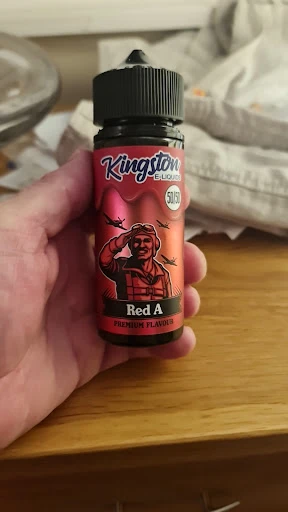 Kingston
E-LIQUIDS
50/50
Red A
PREMIUM FLAVOUR